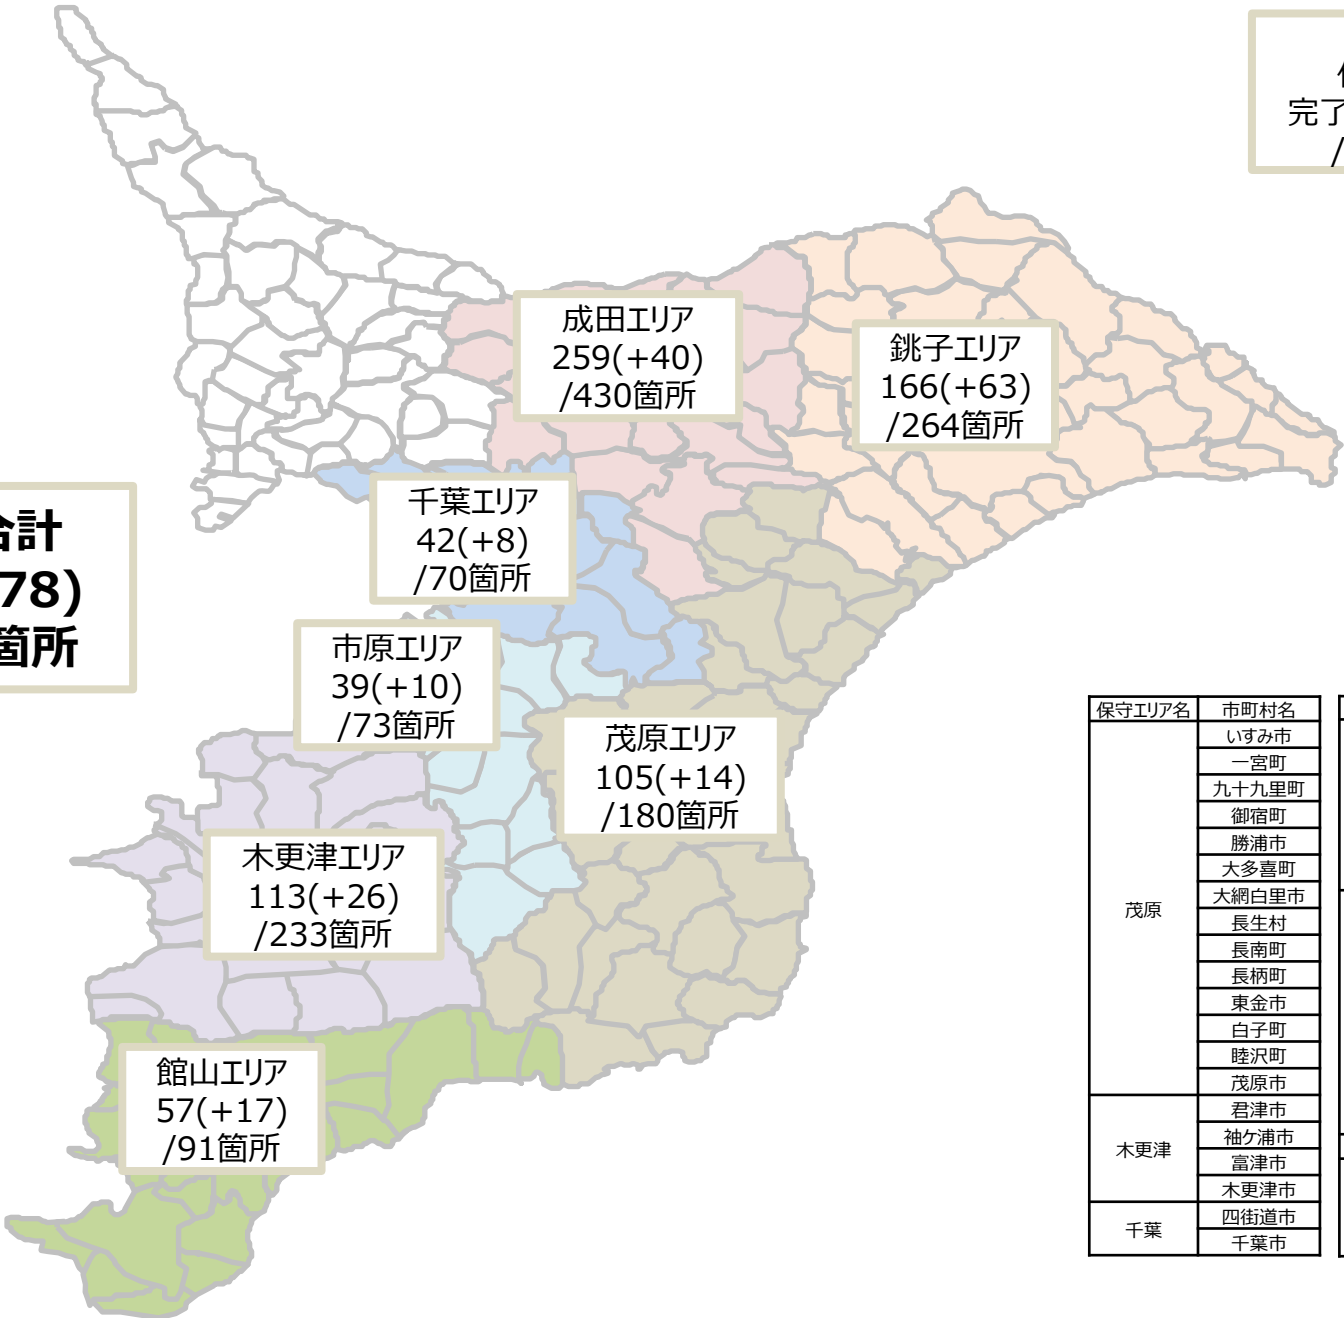 完了
成田エリア
259(+40)
/430箇所
銚子エリア
166(+63)
/264箇所
千葉エリア
42(+8)
/70箇所
合計
78)
箇所
市原エリア
39(+10)
/73箇所
茂原エリア
105(+14)
/180箇所
木更津エリア
113(+26)
/233箇所
館山エリア
57(+17)
/91箇所
保守エリア名 市町村名
茂原
いすみ市
一宮町
九十九里町
御宿町
勝浦市
大多喜町
大網白里市
長生村
長南町
長柄町
東金市
白子町
睦沢町
茂原市
木更津
君津市
袖ケ浦市
富津市
木更津市
千葉
四街道市
千葉市